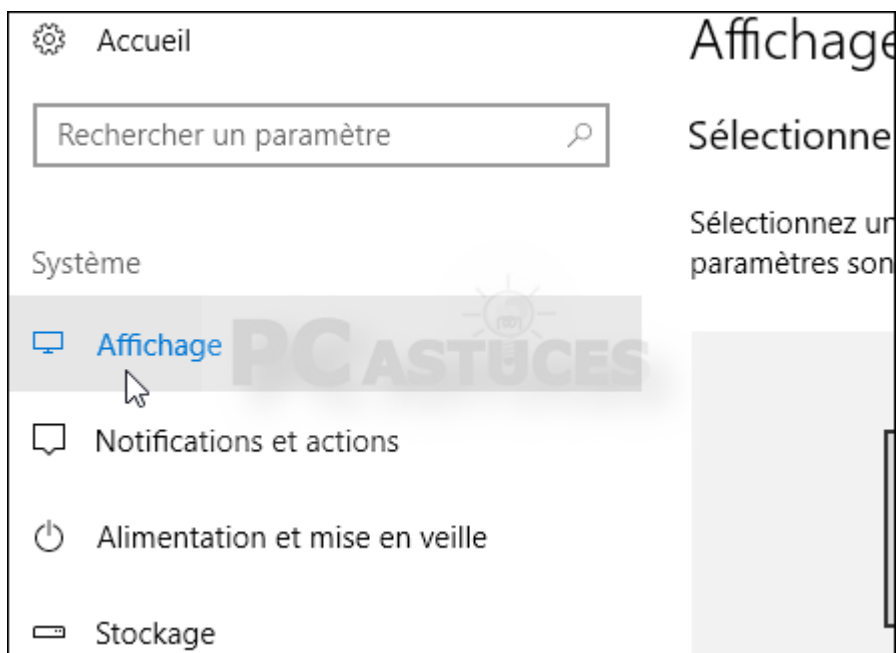 Accueil
Affichage
Rechercher un paramètre
Sélectionne
Sélectionnez un
paramètres son
Système
Affichage
PC ASTUCES
Notifications et actions
Alimentation et mise en veille
Stockage